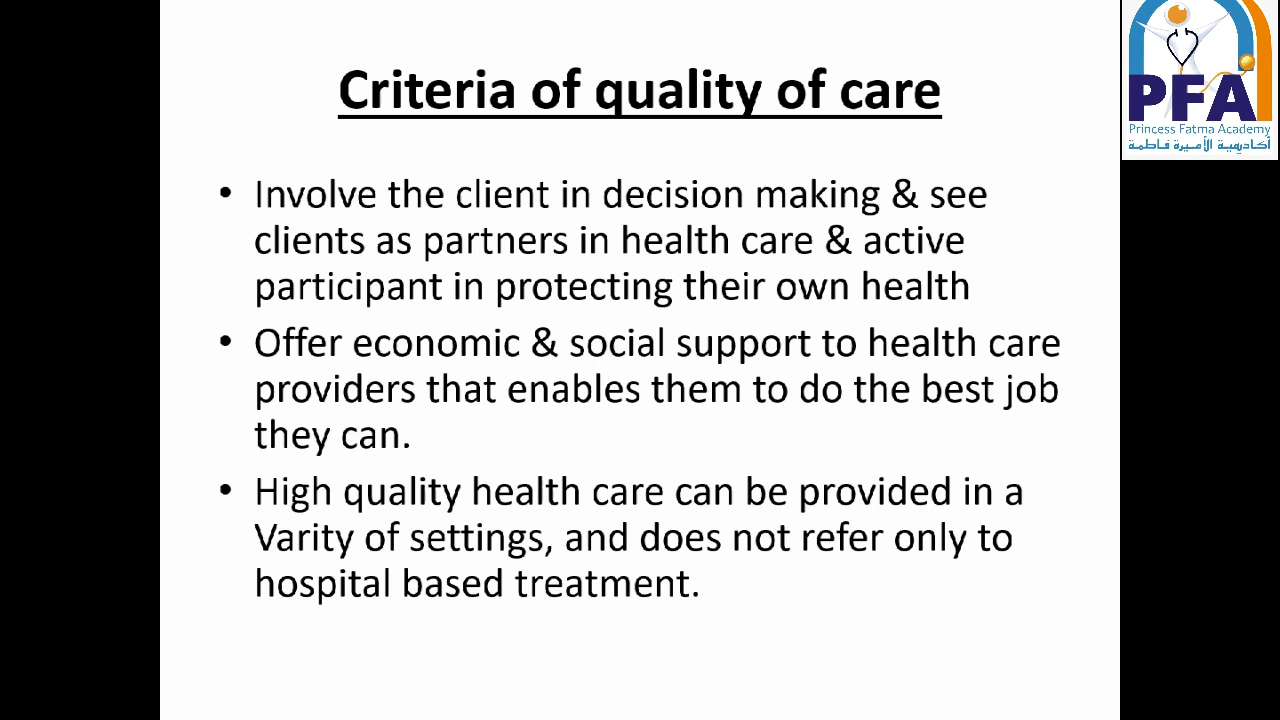 Criteria of quality of care
PFA
Princess Fatma Academy
أكاديمية الأميرة فاطمة
• Involve the client in decision making & see
clients as partners in health care & active
participant in protecting their own health
• Offer economic & social support to health care
providers that enables them to do the best job
they can.
• High quality health care can be provided in a
Varity of settings, and does not refer only to
hospital based treatment.